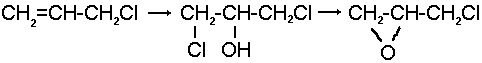 CH₂=CH-CH₂Cl → CH₂-CH-CH₂Cl → CH₂-CH-CH₂Cl
Cl OH O